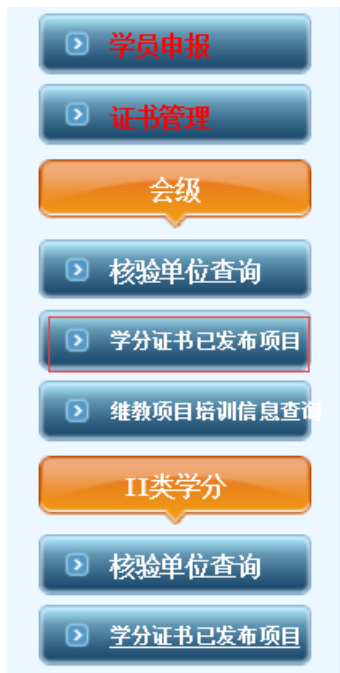 学员申报
证书管理
会级
核验单位查询
学分证书已发布项目
继教项目培训信息查询
II类学分
核验单位查询
学分证书已发布项目